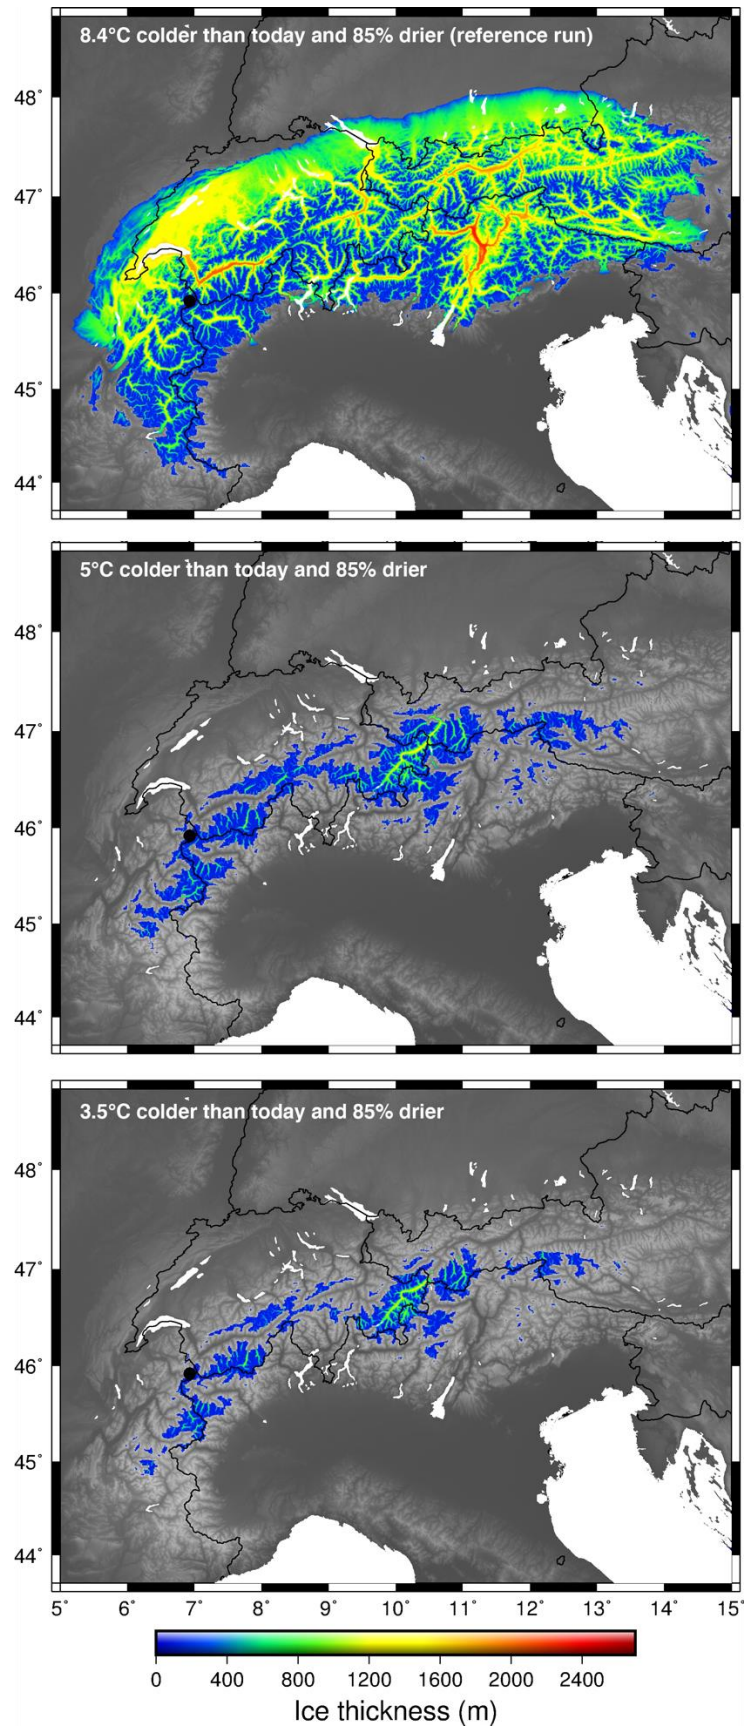 8.4°C colder than today and 85% drier (reference run)
48˚
47˚
46˚
45˚
44˚
5°C colder than today and 85% drier
48˚
47˚
46˚
45˚
44˚
3.5°C colder than today and 85% drier
48˚
47˚
46˚
45˚
44˚
5˚ 6˚ 7˚ 8˚ 9˚ 10˚ 11˚ 12˚ 13˚ 14˚ 15˚
0 400 800 1200 1600 2000 2400
Ice thickness (m)